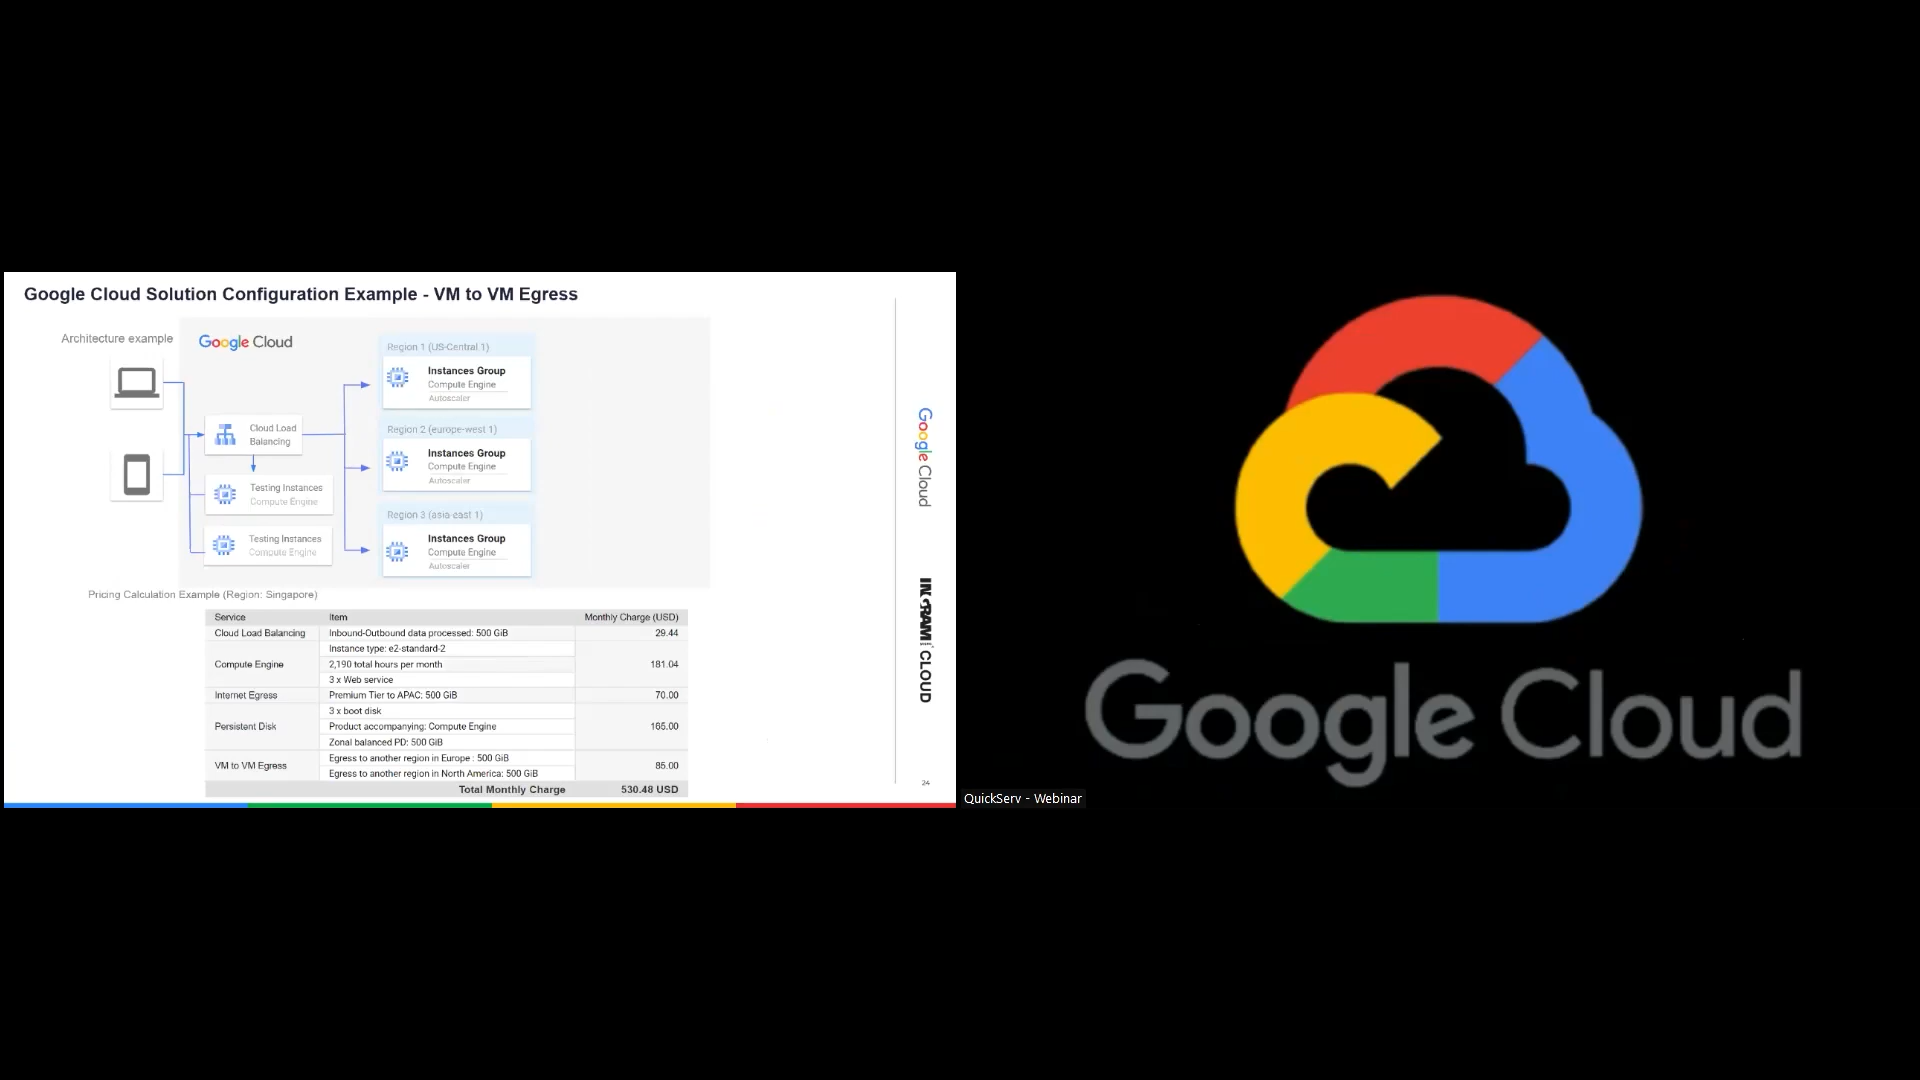 Google Cloud Solution Configuration Example - VM to VM Egress
Architecture example
Google Cloud
Region 1 (US-Central 1)
Instances Group
Compute Engine
Autoscaler
Cloud Load
Balancing
Region 2 (europe-west 1)
Instances Group
Compute Engine
Autoscaler
Testing Instances
Compute Engine
Region 3 (asia-east 1)
Instances Group
Compute Engine
Autoscaler
Testing Instances
Compute Engine
Pricing Calculation Example (Region: Singapore)
Service Item Monthly Charge (USD)
Cloud Load Balancing Inbound-Outbound data processed: 500 GiB 29.44
Instance type: e2-standard-2
Compute Engine 2,190 total hours per month 181.04
3 x Web service
Internet Egress Premium Tier to APAC: 500 GiB 70.00
3 x boot disk
Persistent Disk Product accompanying: Compute Engine 165.00
Zonal balanced PD: 500 GiB
VM to VM Egress Egress to another region in Europe : 500 GiB 85.00
Egress to another region in North America: 500 GiB
Total Monthly Charge 530.48 USD
Google Cloud
INGRAM CLOUD
24
Google Cloud
QuickServ - Webinar